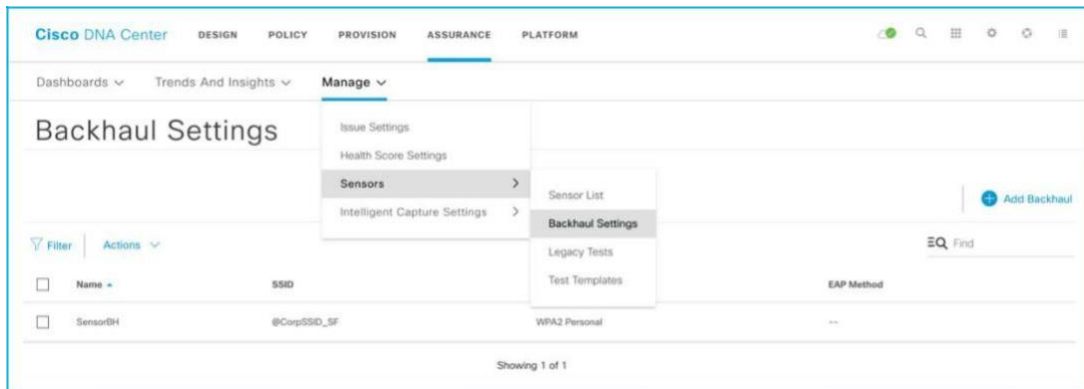 Cisco DNA Center DESIGN POLICY PROVISION ASSURANCE PLATFORM
Dashboards Trends And Insights Manage
Backhaul Settings
Issue Settings
Health Score Settings
Sensors
Intelligent Capture Settings
Sensor List
Backhaul Settings
Legacy Tests
Test Templates
Add Backhaul
Filter Actions
Find
Name SSID EAP Method
SensorBH @CorpSSID_SF WPA2 Personal --
Showing 1 of 1